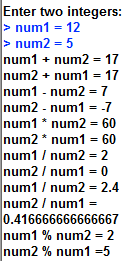 Enter two integers:
> num1 = 12
> num2 = 5
num1 + num2 = 17
num2 + num1 = 17
num1 - num2 = 7
num2 - num1 = -7
num1 * num2 = 60
num2 * num1 = 60
num1 / num2 = 2
num2 / num1 = 0
num1 / num2 = 2.4
num2 / num1 =
0.416666666666667
num1 % num2 = 2
num2 % num1 =5